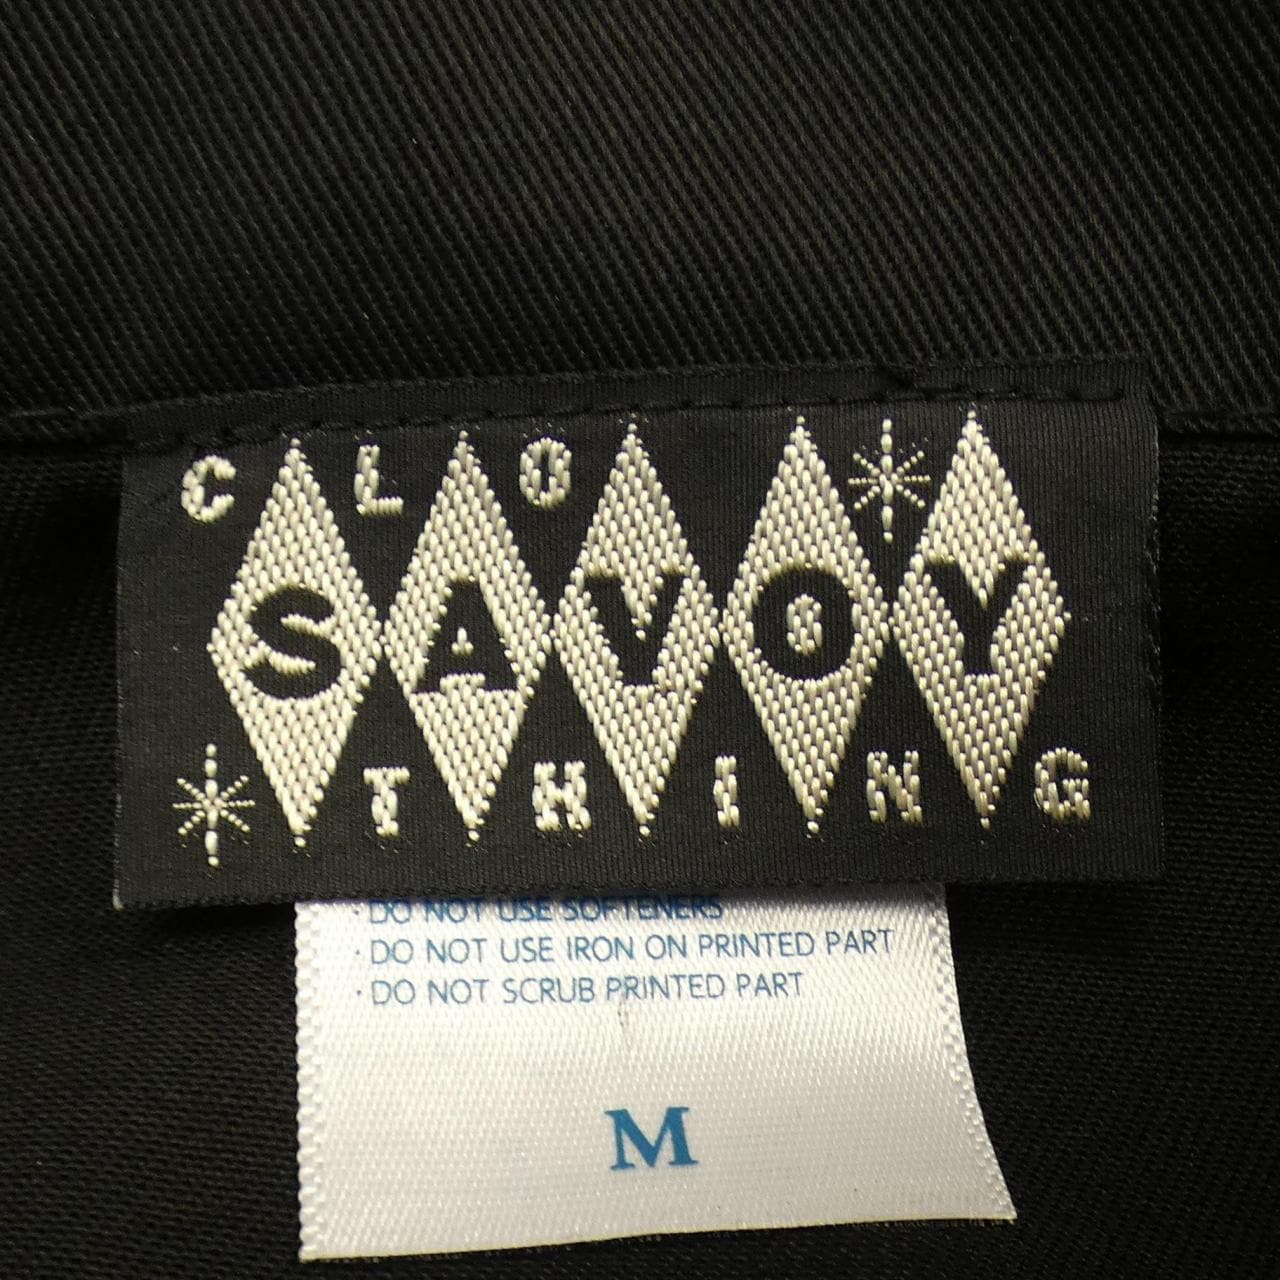 CLO
SAVOY
THING
· DO NOT USE SOFTENERS
· DO NOT USE IRON ON PRINTED PART
· DO NOT SCRUB PRINTED PART
M